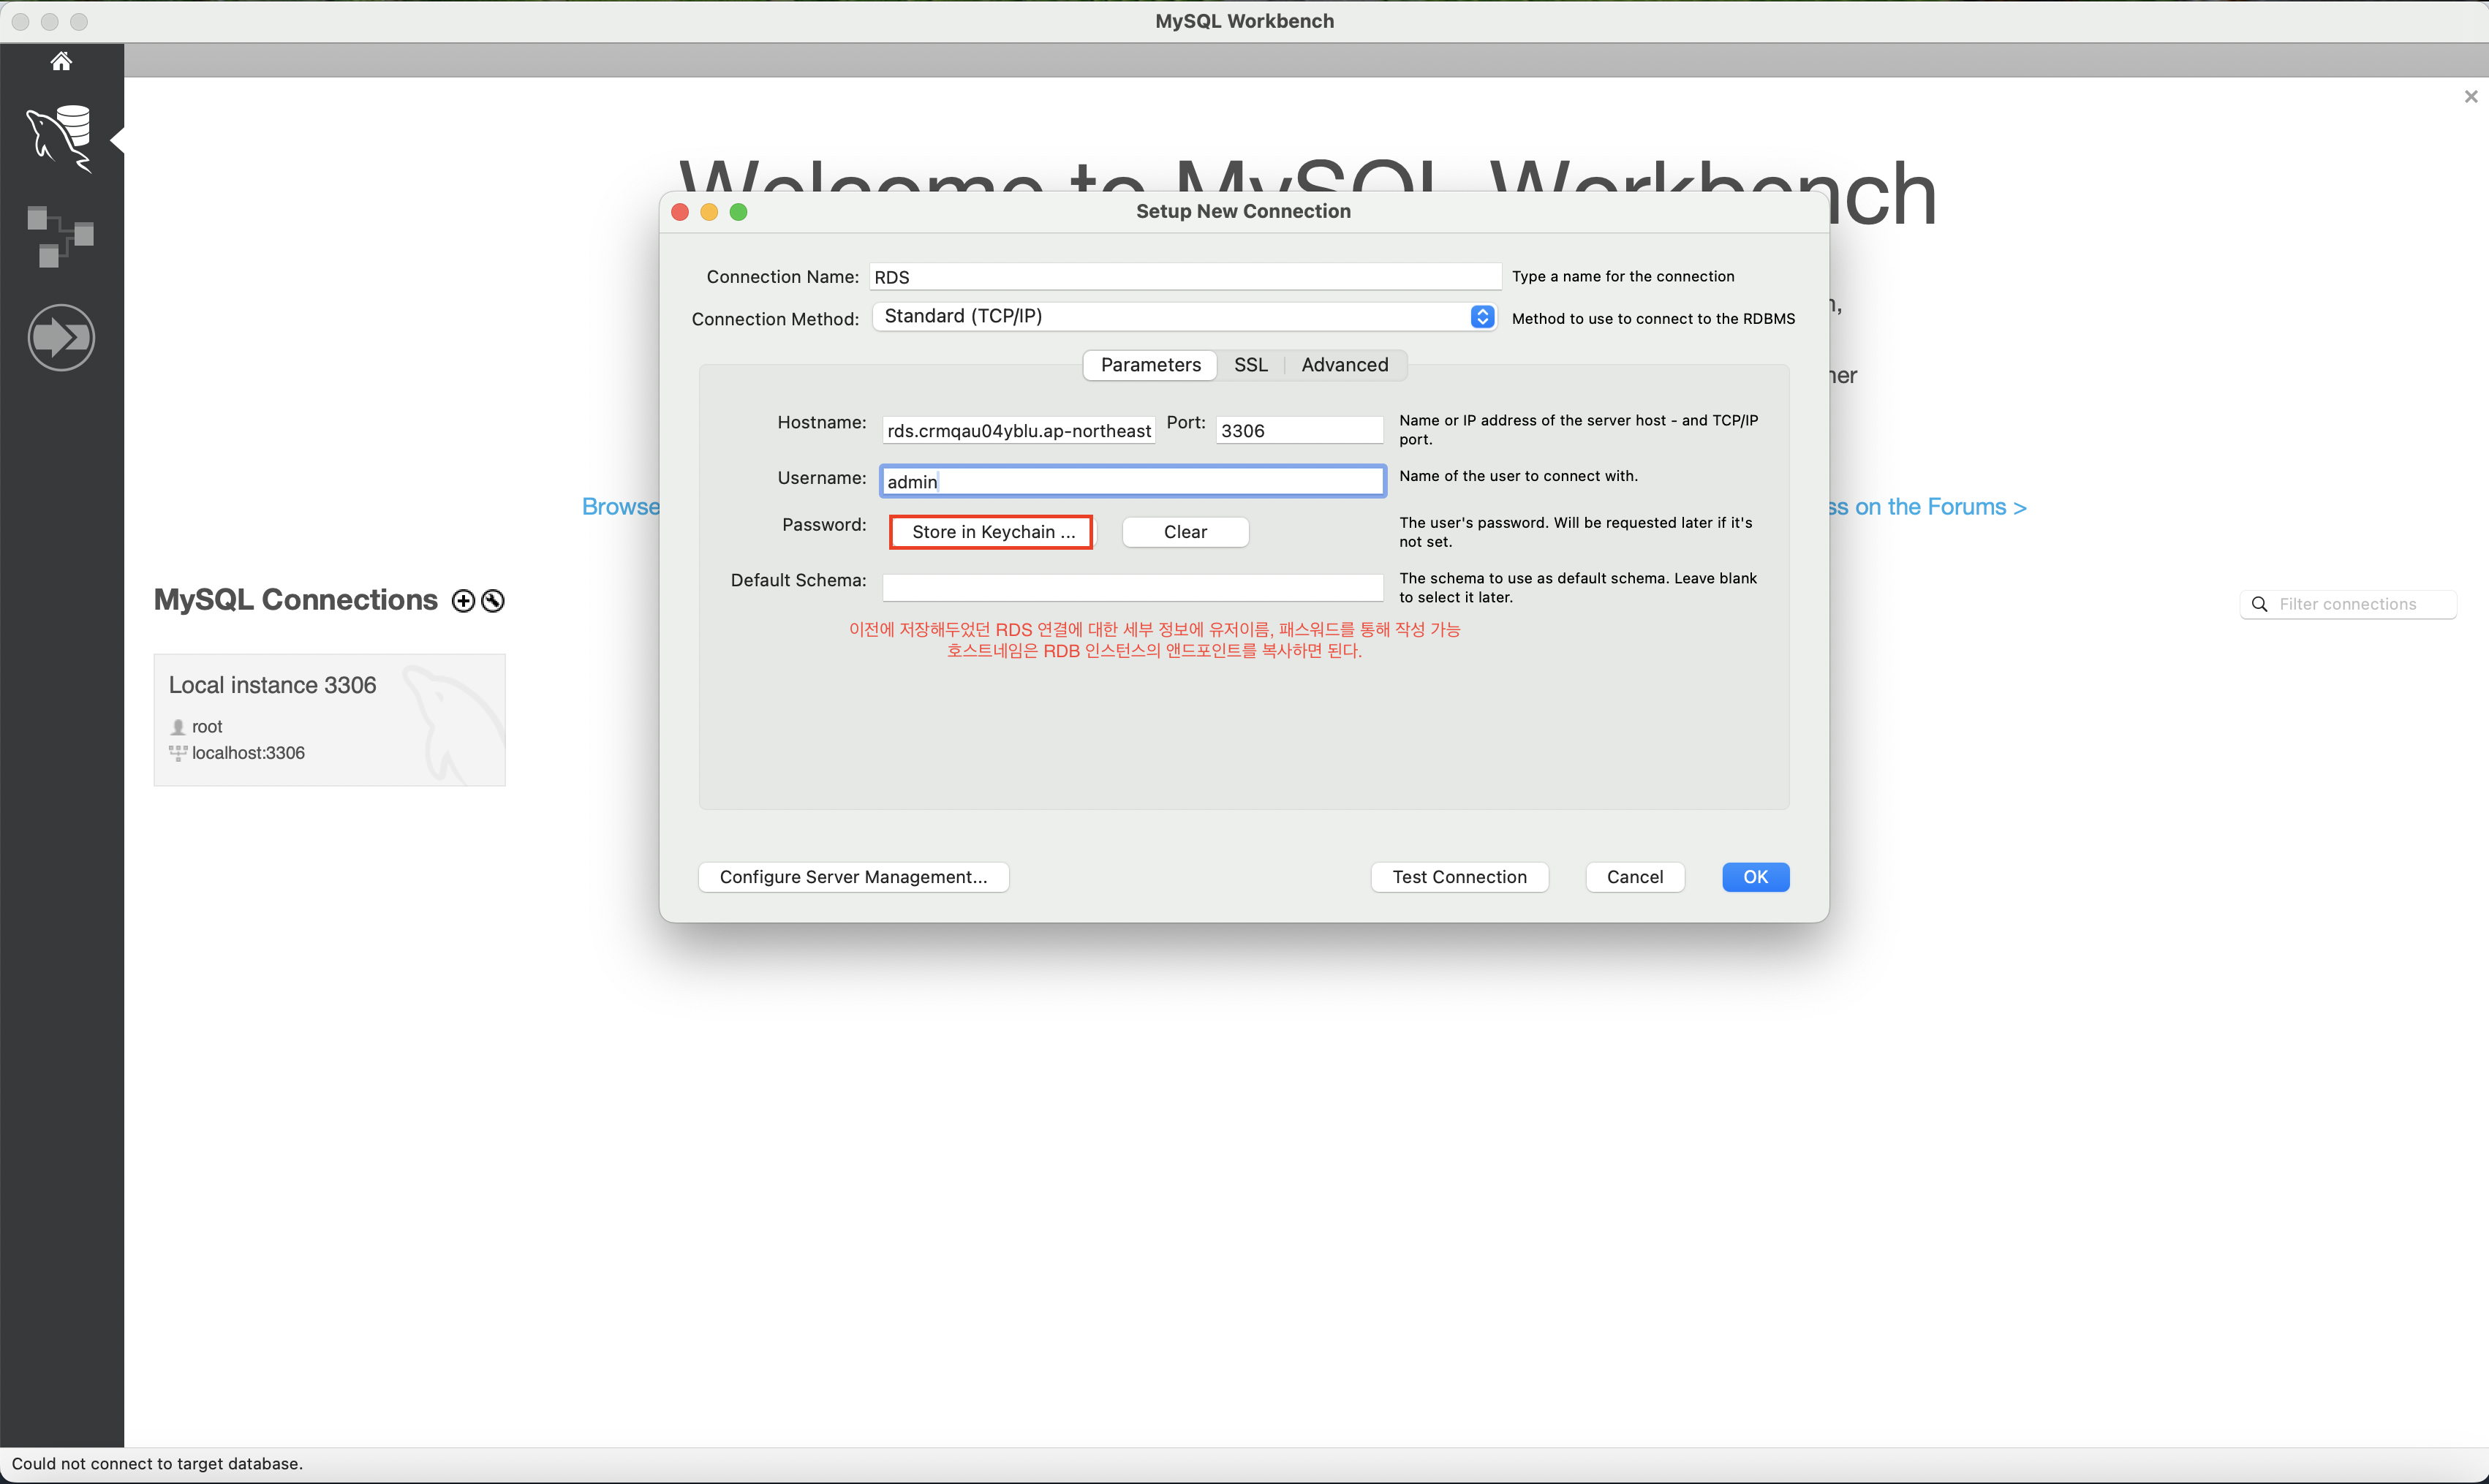 MySQL Workbench
Welcome to MySQL Workbench
Setup New Connection
Connection Name: RDS Type a name for the connection
Connection Method: Standard (TCP/IP) Method to use to connect to the RDBMS
Parameters SSL Advanced
Hostname: rds.crmqau04yblu.ap-northeast Port: 3306 Name or IP address of the server host - and TCP/IP
port.
Username: admin Name of the user to connect with.
Password: Store in Keychain ... Clear The user's password. Will be requested later if it's
not set.
Default Schema: The schema to use as default schema. Leave blank
to select it later.
이전에 저장해두었던 RDS 연결에 대한 세부 정보에 유저이름, 패스워드를 통해 작성 가능
호스트네임은 RDB 인스턴스의 앤드포인트를 복사하면 된다.
Configure Server Management... Test Connection Cancel OK
Browse
on the Forums >
MySQL Connections
Filter connections
Local instance 3306
root
localhost:3306
Could not connect to target database.